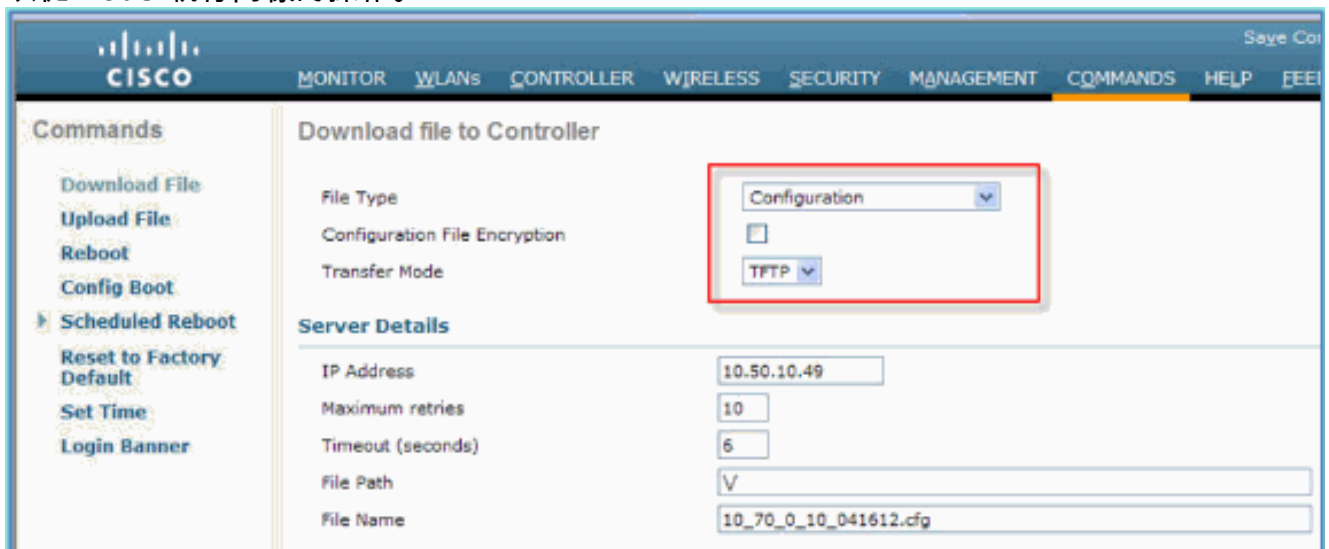 Save Co
CISCO
MONITOR WLANs CONTROLLER WIRELESS SECURITY MANAGEMENT COMMANDS HELP
Commands
Download File
Upload File
Reboot
Config Boot
Scheduled Reboot
Reset to Factory
Default
Set Time
Login Banner
Download file to Controller
File Type Configuration
Configuration File Encryption
Transfer Mode TFTP
Server Details
IP Address 10.50.10.49
Maximum retries 10
Timeout (seconds) 6
File Path \/
File Name 10_70_0_10_041612.cfg